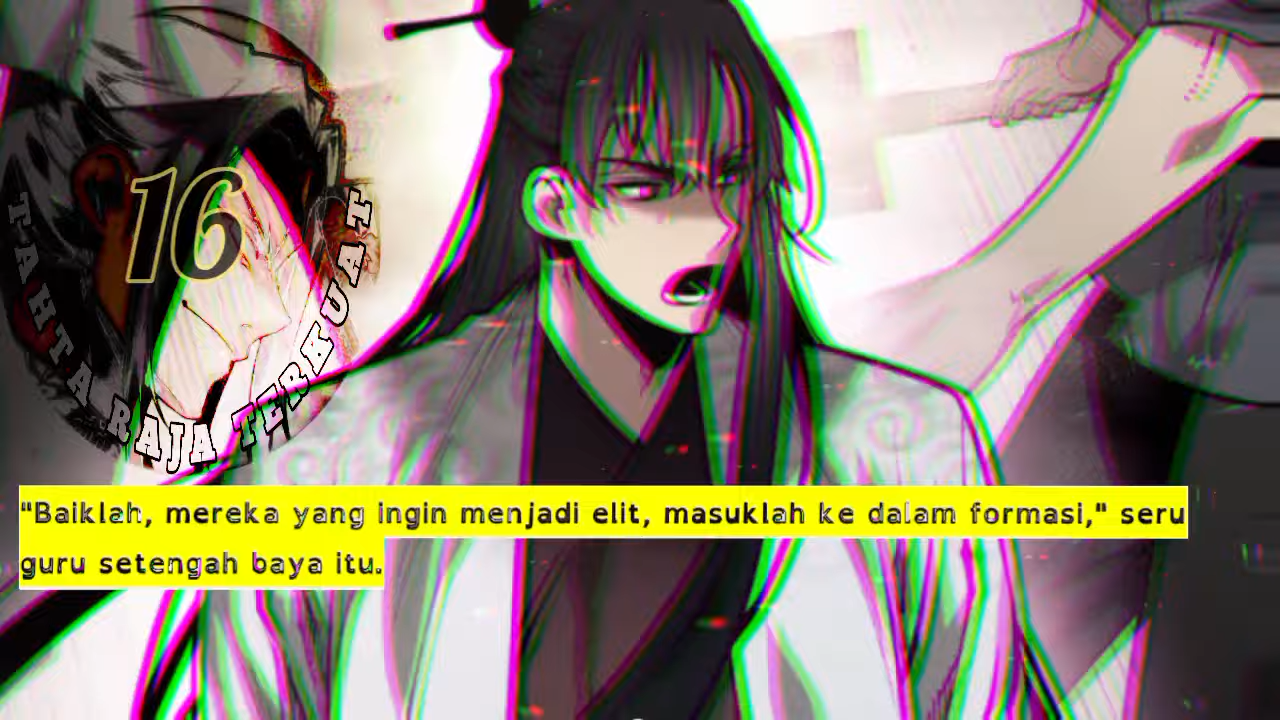 16
TAHTA RAJA TERKUAT
"Baiklah, mereka yang ingin menjadi elit, masuklah ke dalam formasi," seru
guru setengah baya itu.